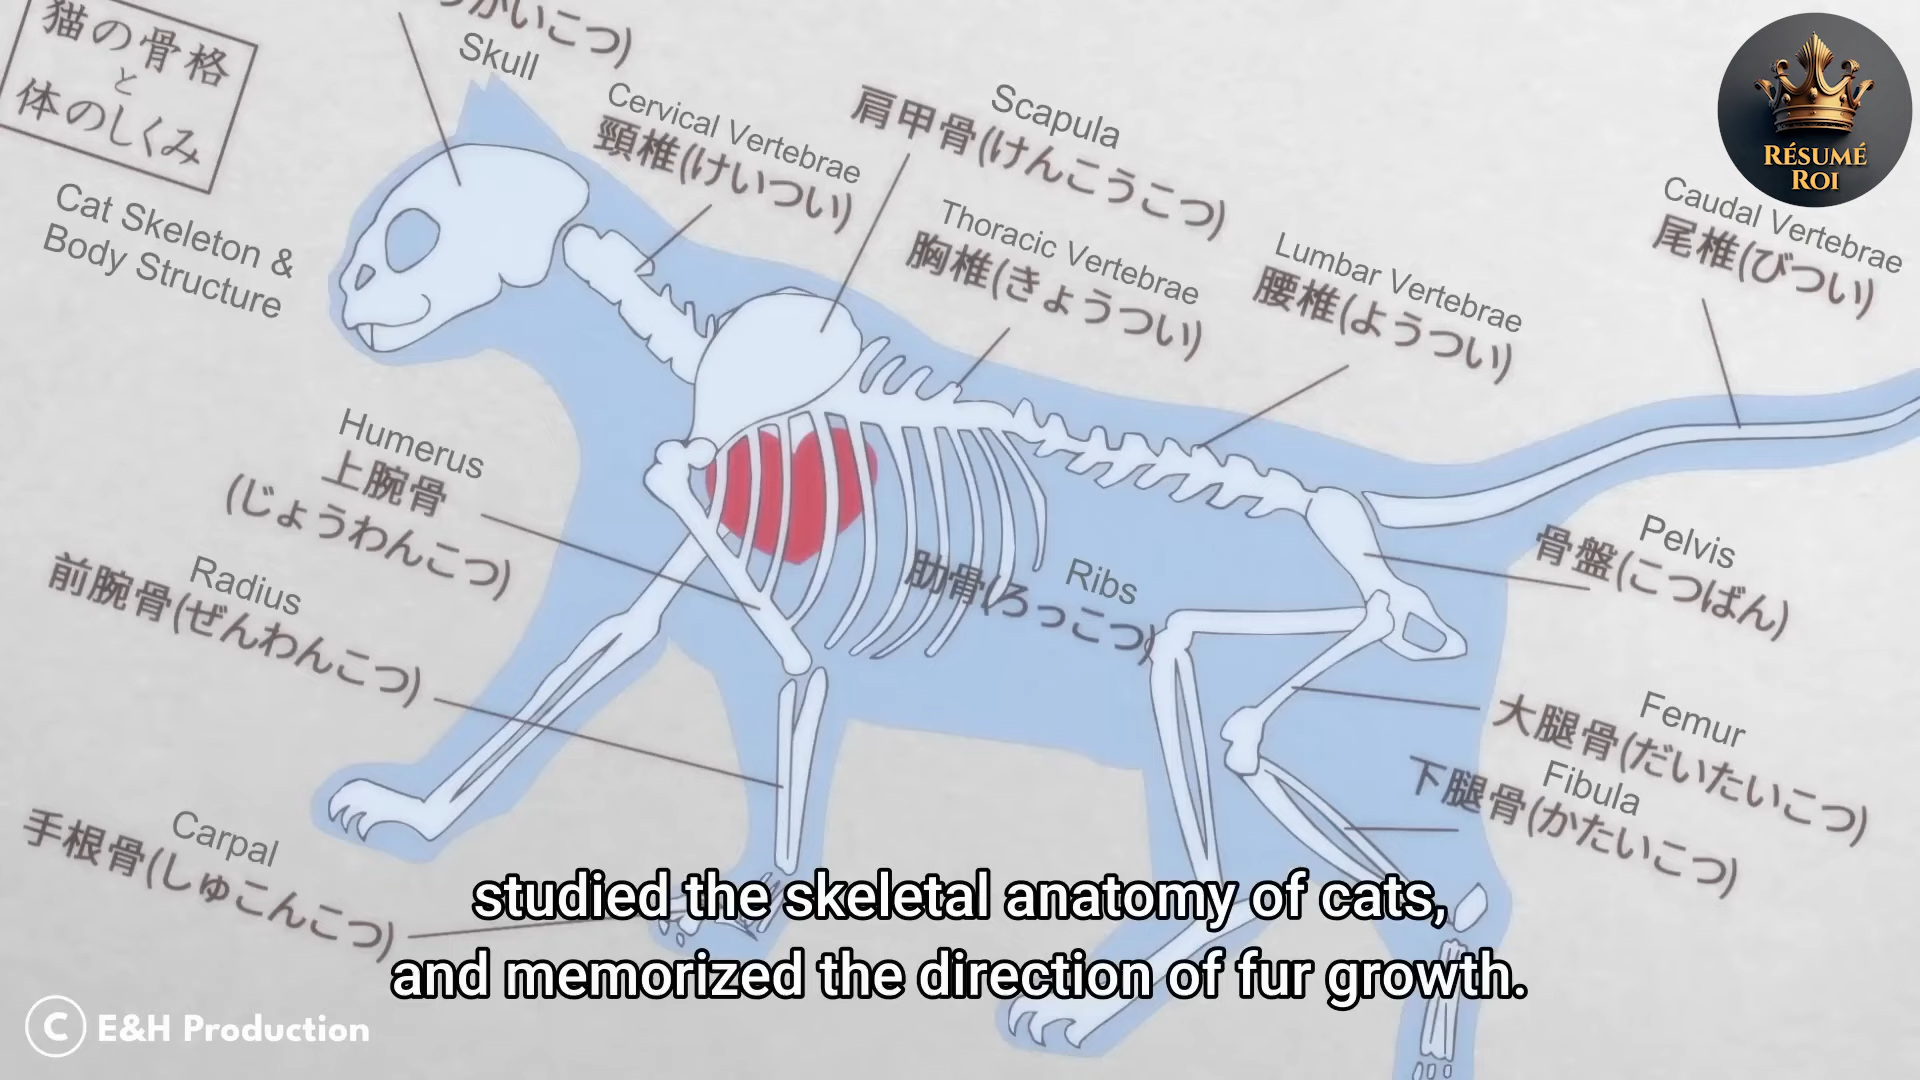 猫の骨格
と
体のしくみ
Cat Skeleton &
Body Structure
がいこつ)
Skull
Cervical Vertebrae
頸椎(けいつい)
Scapula
肩甲骨(けんこうこつ)
Thoracic Vertebrae
胸椎(きょうつい)
Lumbar Vertebrae
腰椎(ようつい)
RÉSUMÉ
ROI
Caudal Vertebrae
尾椎(びつい)
Humerus
上腕骨
(じょうわんこつ)
Radius
前腕骨(ぜんわんこつ)
Ribs
肋骨(ろっこつ)
Pelvis
骨盤(こつばん)
Femur
大腿骨(だいたいこつ)
Fibula
下腿骨(かたいこつ)
Carpal
手根骨(しゅこんこつ)
studied the skeletal anatomy of cats,
and memorized the direction of fur growth.
C E&H Production